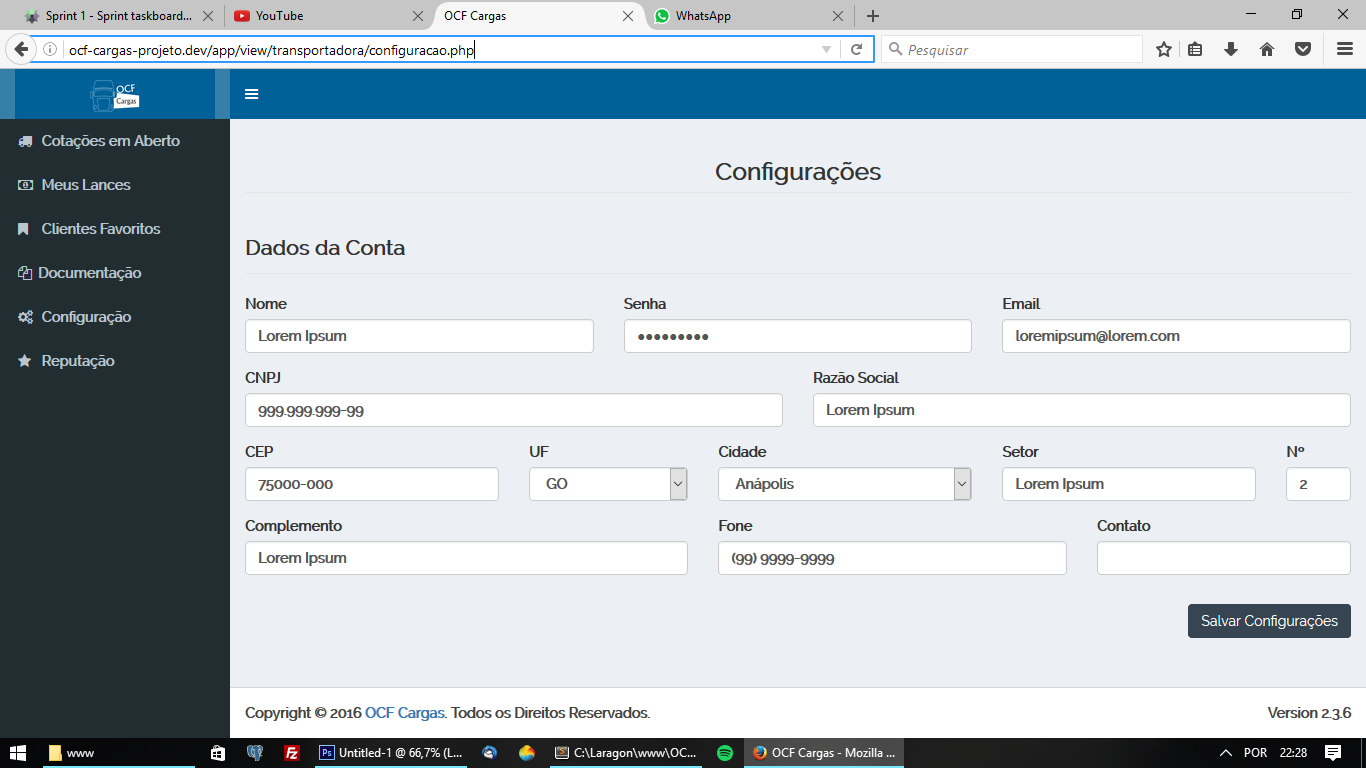 Sprint 1 - Sprint taskboard...
YouTube
OCF Cargas
WhatsApp
ocf-cargas-projeto.dev/app/view/transportadora/configuracao.php
Pesquisar
OCF
Cargas
Cotações em Aberto
Meus Lances
Clientes Favoritos
Documentação
Configuração
Reputação
Configurações
Dados da Conta
Nome Senha Email
Lorem Ipsum ●●●●●●●●● loremipsum@lorem.com
CNPJ Razão Social
999.999.999-99 Lorem Ipsum
CEP UF Cidade Setor Nº
75000-000 GO Anápolis Lorem Ipsum 2
Complemento Fone Contato
Lorem Ipsum (99) 9999-9999
Salvar Configurações
Copyright © 2016 OCF Cargas. Todos os Direitos Reservados. Version 2.3.6
www Untitled-1 @ 66,7% (L... C:\Laragon\www\OC... OCF Cargas - Mozilla ... POR 22:28